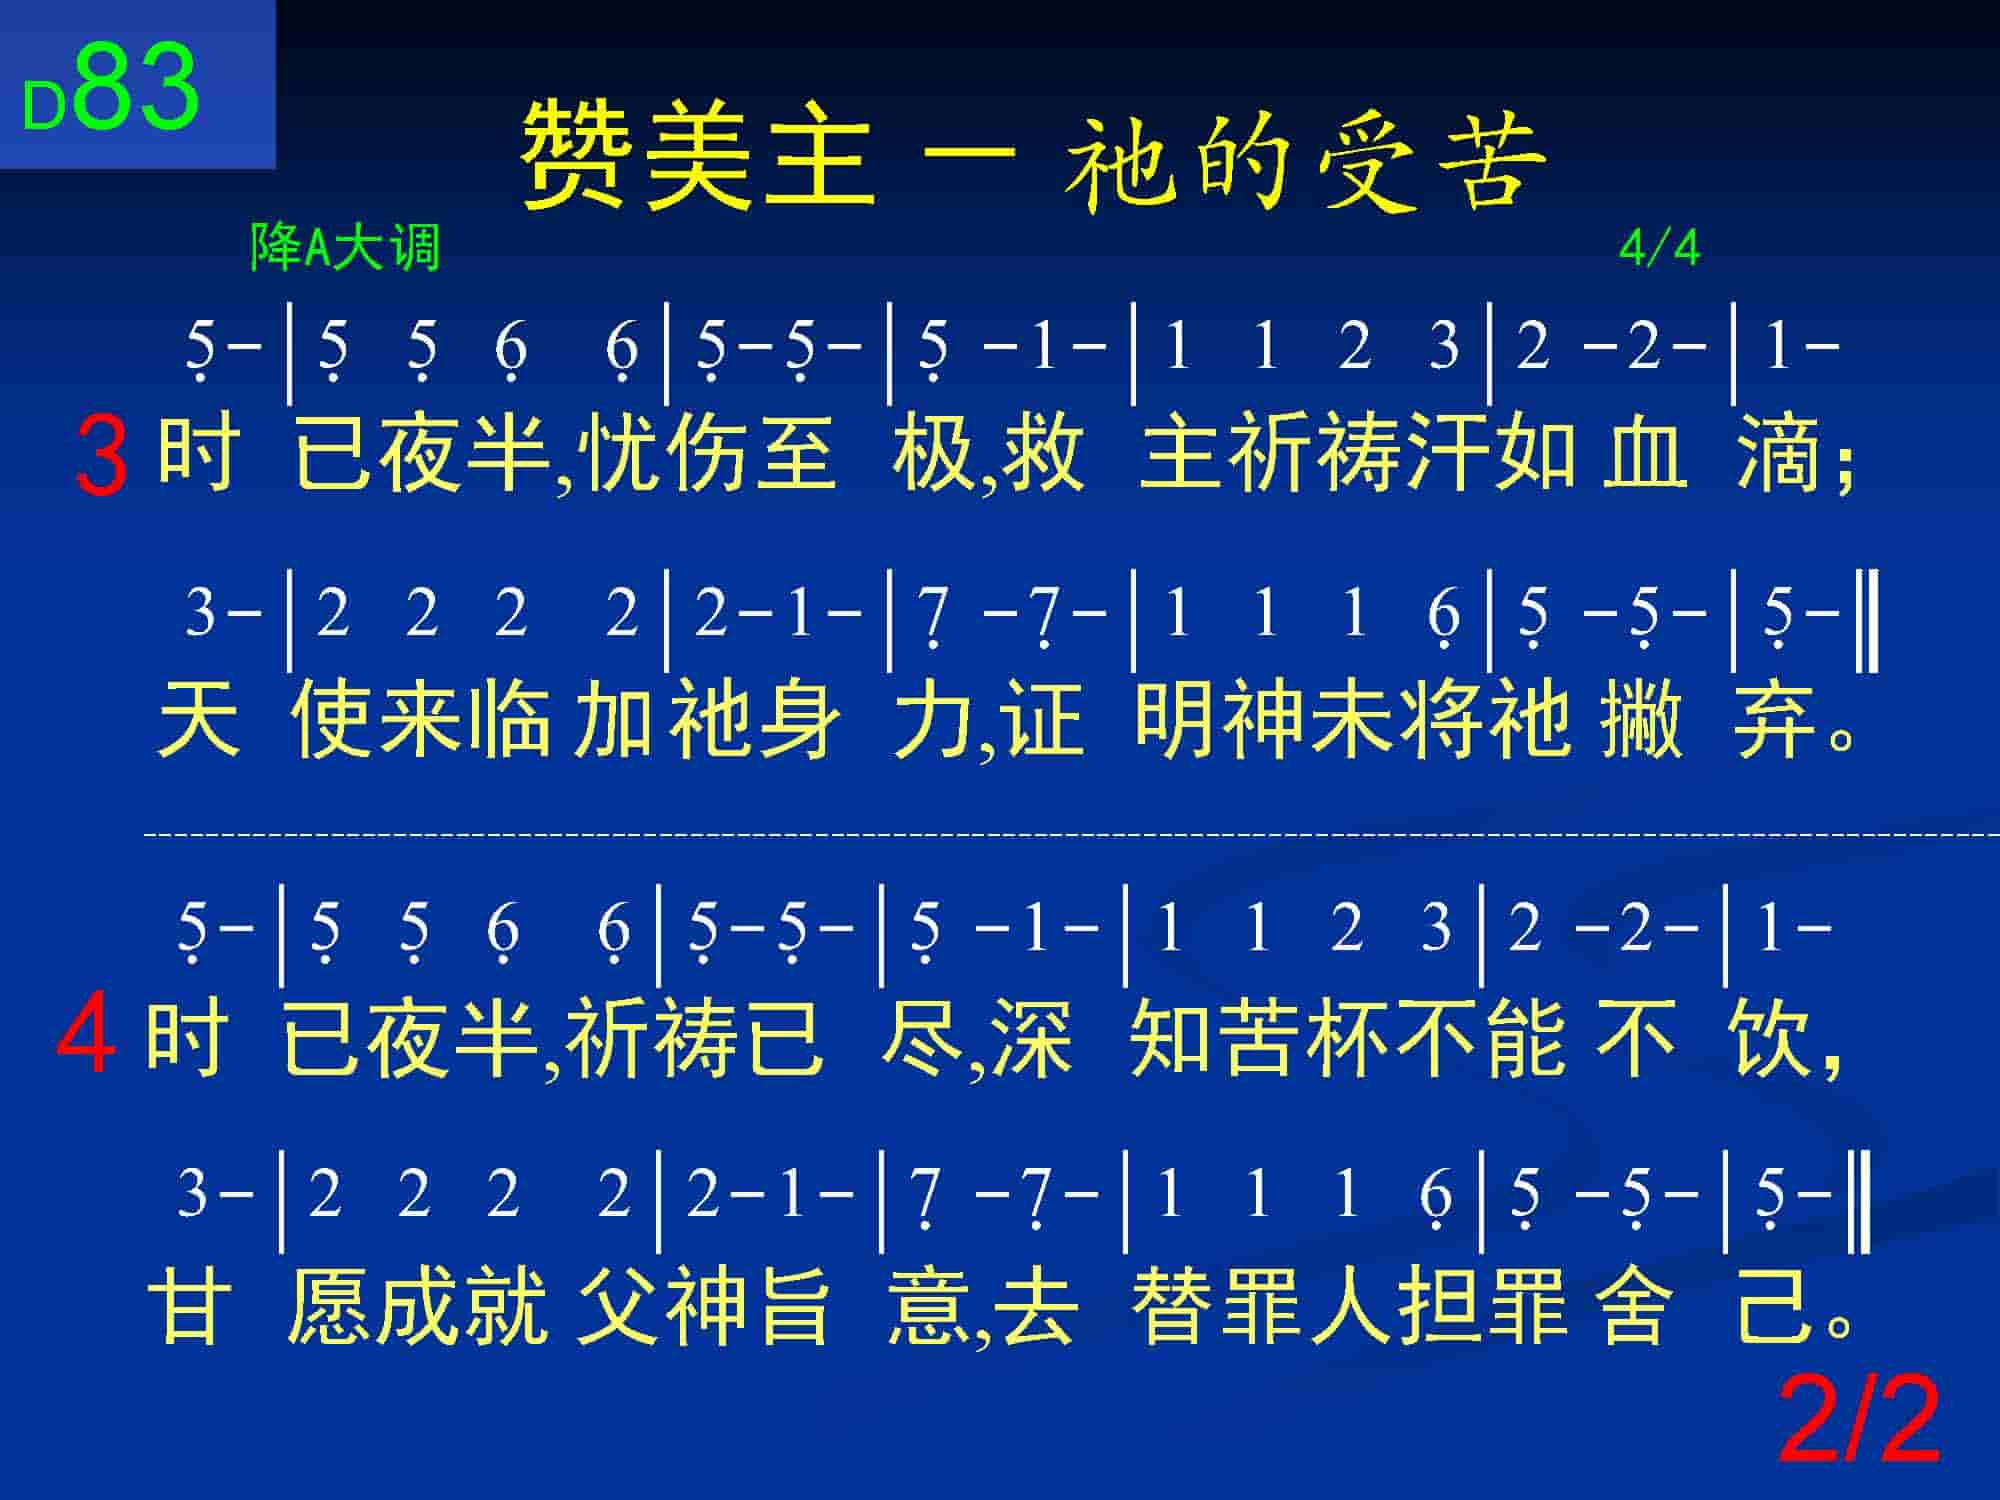 D83
赞美主 － 祂的受苦
降A大调 4/4
5̣- | 5̣ 5̣ 6̣ 6̣ | 5̣-5̣- | 5̣ -1- | 1 1 2 3 | 2 -2- | 1-
3 时 已夜半,忧伤至 极,救 主祈祷汗如 血 滴；
3- | 2 2 2 2 | 2-1- | 7̣ -7̣- | 1 1 1 6̣ | 5̣ -5̣- | 5̣- ‖
天 使来临 加祂身 力,证 明神未将祂 撇 弃。
5̣- | 5̣ 5̣ 6̣ 6̣ | 5̣-5̣- | 5̣ -1- | 1 1 2 3 | 2 -2- | 1-
4 时 已夜半,祈祷已 尽,深 知苦杯不能 不 饮，
3- | 2 2 2 2 | 2-1- | 7̣ -7̣- | 1 1 1 6̣ | 5̣ -5̣- | 5̣- ‖
甘 愿成就 父神旨 意,去 替罪人担罪 舍 己。
2/2